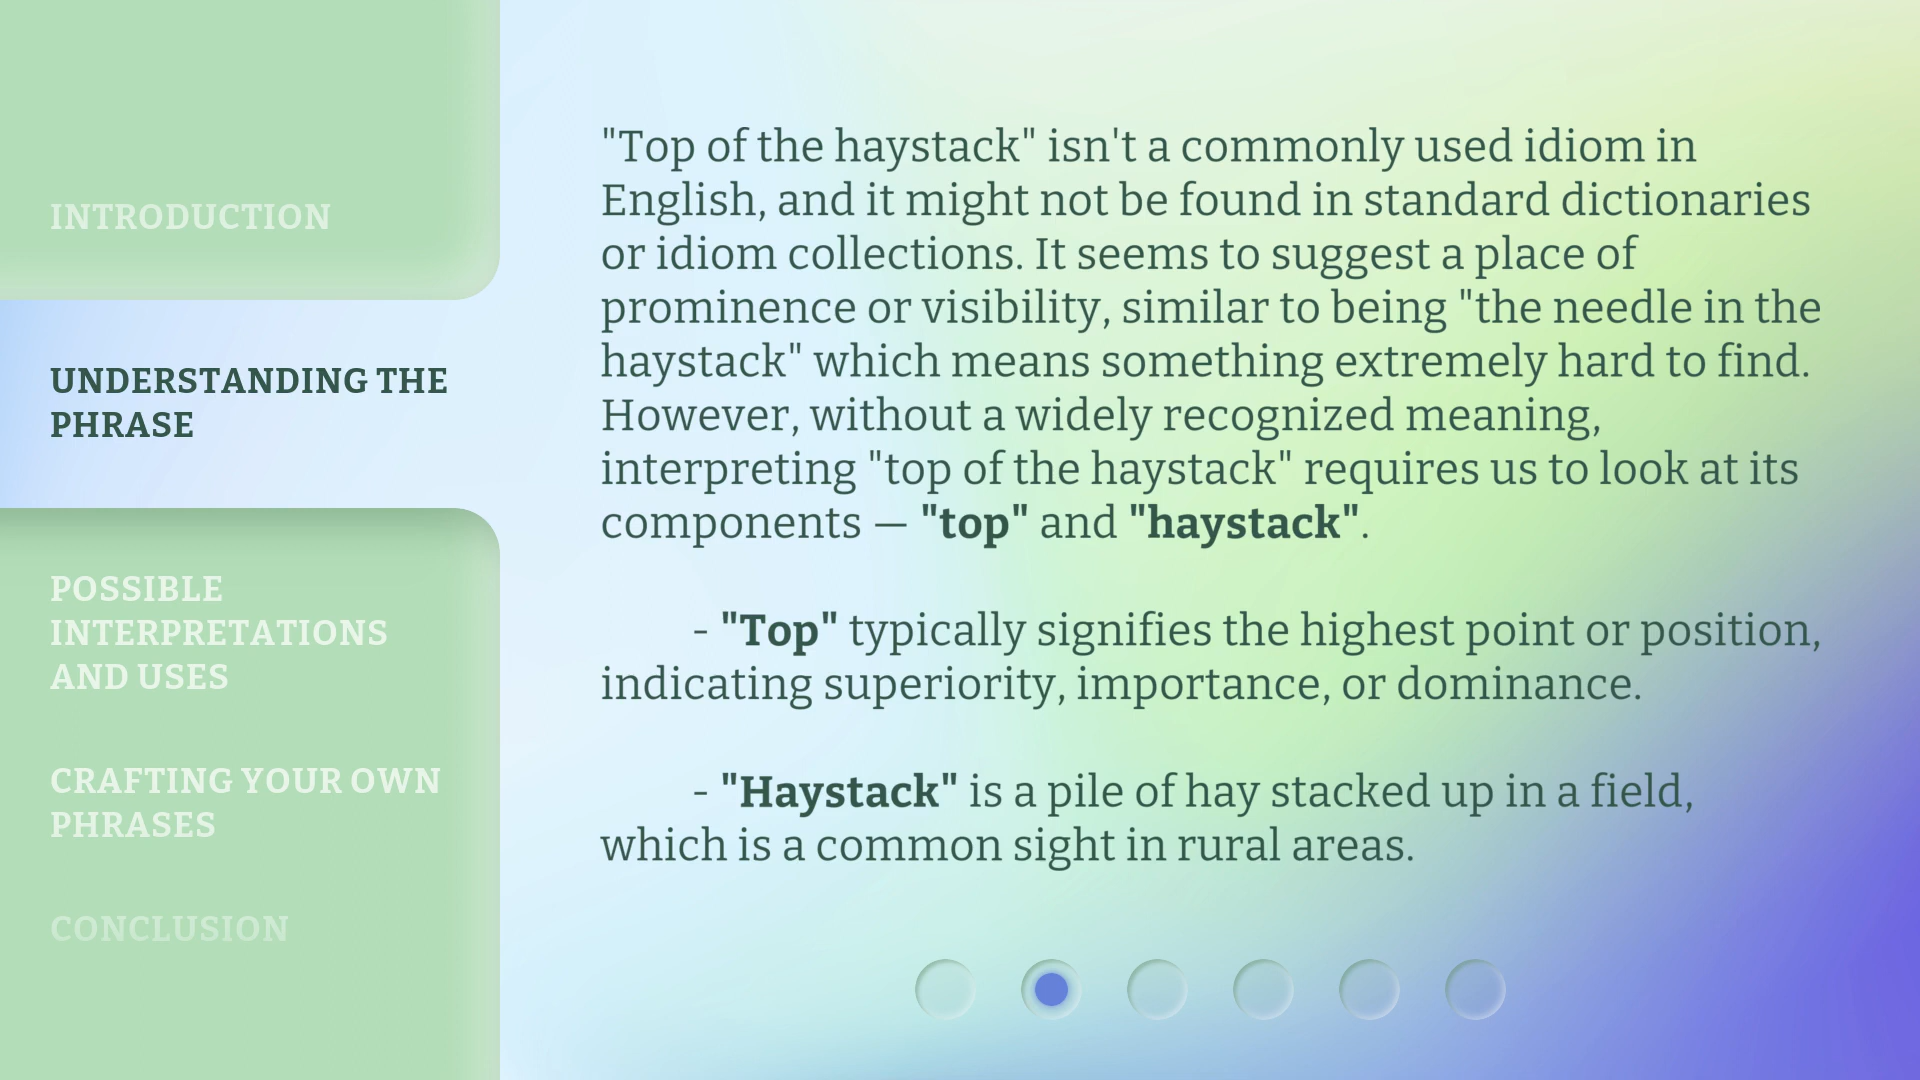 INTRODUCTION
UNDERSTANDING THE
PHRASE
POSSIBLE
INTERPRETATIONS
AND USES
CRAFTING YOUR OWN
PHRASES
CONCLUSION
"Top of the haystack" isn't a commonly used idiom in
English, and it might not be found in standard dictionaries
or idiom collections. It seems to suggest a place of
prominence or visibility, similar to being "the needle in the
haystack" which means something extremely hard to find.
However, without a widely recognized meaning,
interpreting "top of the haystack" requires us to look at its
components — "top" and "haystack".
- "Top" typically signifies the highest point or position,
indicating superiority, importance, or dominance.
- "Haystack" is a pile of hay stacked up in a field,
which is a common sight in rural areas.